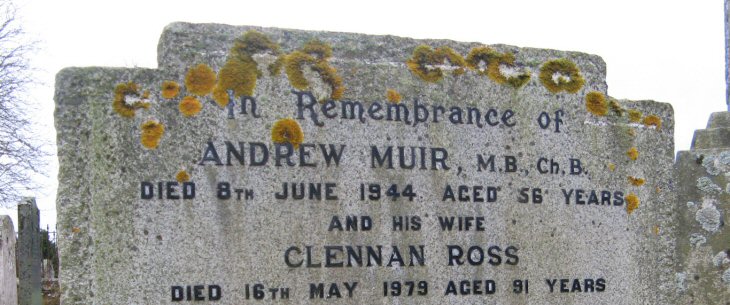 In Remembrance of
ANDREW MUIR, M.B., Ch.B.
DIED 8TH JUNE 1944 AGED 56 YEARS
AND HIS WIFE
CLENNAN ROSS
DIED 16TH MAY 1979 AGED 91 YEARS